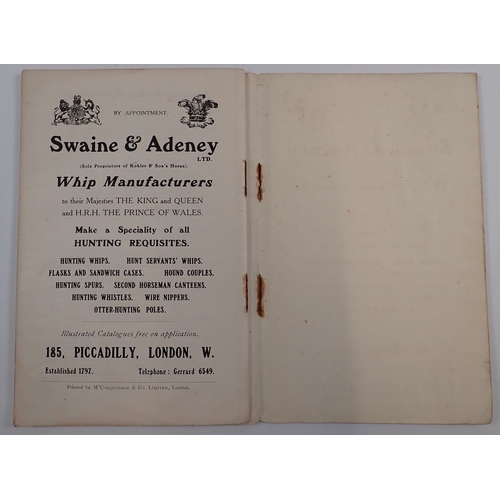 BY APPOINTMENT.
Swaine & Adeney
LTD.
(Sole Proprietors of Kohler & Son's Horns),
Whip Manufacturers
to their Majesties THE KING and QUEEN
and H.R.H. THE PRINCE OF WALES.
Make a Speciality of all
HUNTING REQUISITES.
HUNTING WHIPS. HUNT SERVANTS' WHIPS.
FLASKS AND SANDWICH CASES. HOUND COUPLES.
HUNTING SPURS. SECOND HORSEMAN CANTEENS.
HUNTING WHISTLES. WIRE NIPPERS.
OTTER-HUNTING POLES.
Illustrated Catalogues free on application,
185, PICCADILLY, LONDON, W.
Established 1797. Telephone: Gerrard 6549.
Printed by McCorquodale & Co. Limited, London.